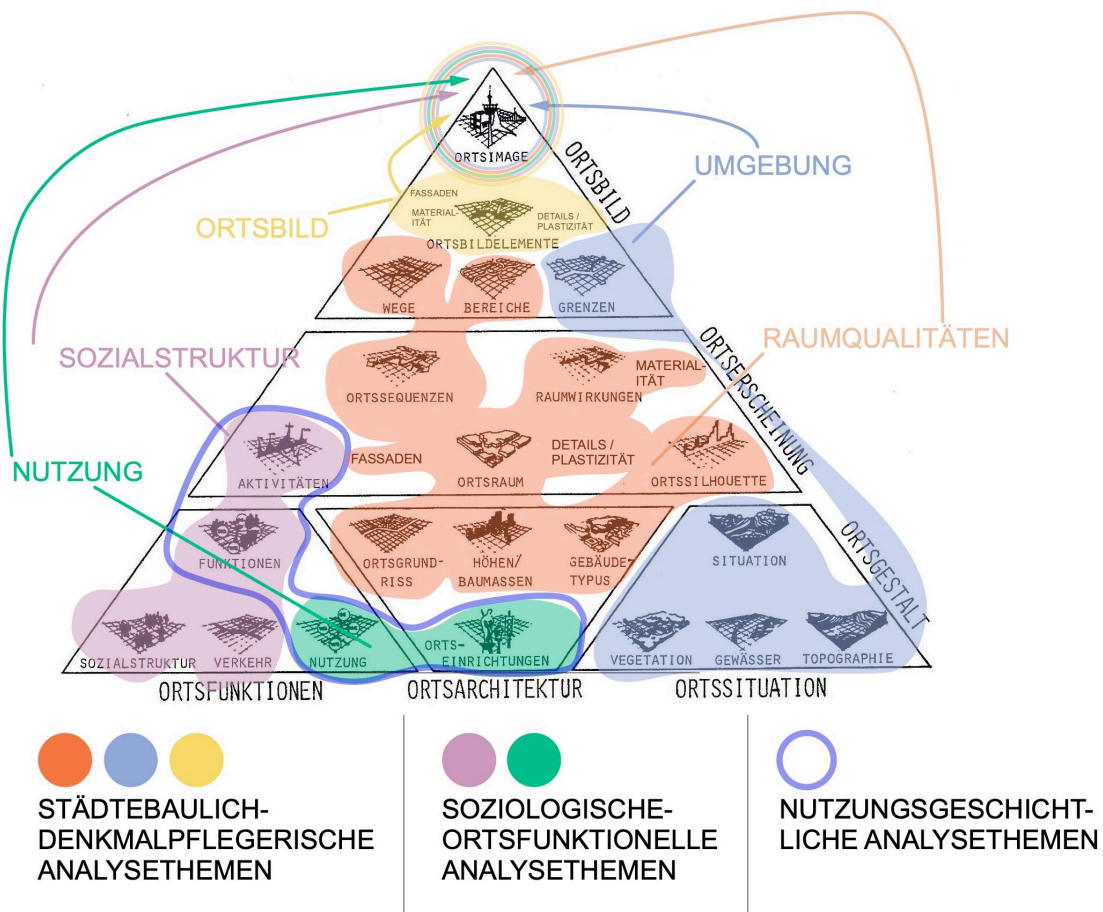 ORTSIMAGE
ORTSBILD
UMGEBUNG
FASSADEN
MATERIAL-
ITÄT
DETAILS /
PLASTIZITÄT
ORTSBILD
ORTSBILDELEMENTE
WEGE
BEREICHE
GRENZEN
ORTSERSCHEINUNG
RAUMQUALITÄTEN
SOZIALSTRUKTUR
ORTSSEQUENZEN
RAUMWIRKUNGEN
MATERIAL-
ITÄT
NUTZUNG
AKTIVITÄTEN
FASSADEN
ORTSRAUM
DETAILS /
PLASTIZITÄT
ORTSSILHOUETTE
ORTSGESTALT
FUNKTIONEN
ORTSGRUND-
RISS
HÖHEN/
BAUMASSEN
GEBÄUDE-
TYPUS
SITUATION
SOZIALSTRUKTUR
VERKEHR
NUTZUNG
ORTS-
EINRICHTUNGEN
VEGETATION
GEWÄSSER
TOPOGRAPHIE
ORTSFUNKTIONEN
ORTSARCHITEKTUR
ORTSSITUATION
STÄDTEBAULICH-
DENKMALPFLEGERISCHE
ANALYSETHEMEN
SOZIOLOGISCHE-
ORTSFUNKTIONELLE
ANALYSETHEMEN
NUTZUNGSGESCHICHT-
LICHE ANALYSETHEMEN